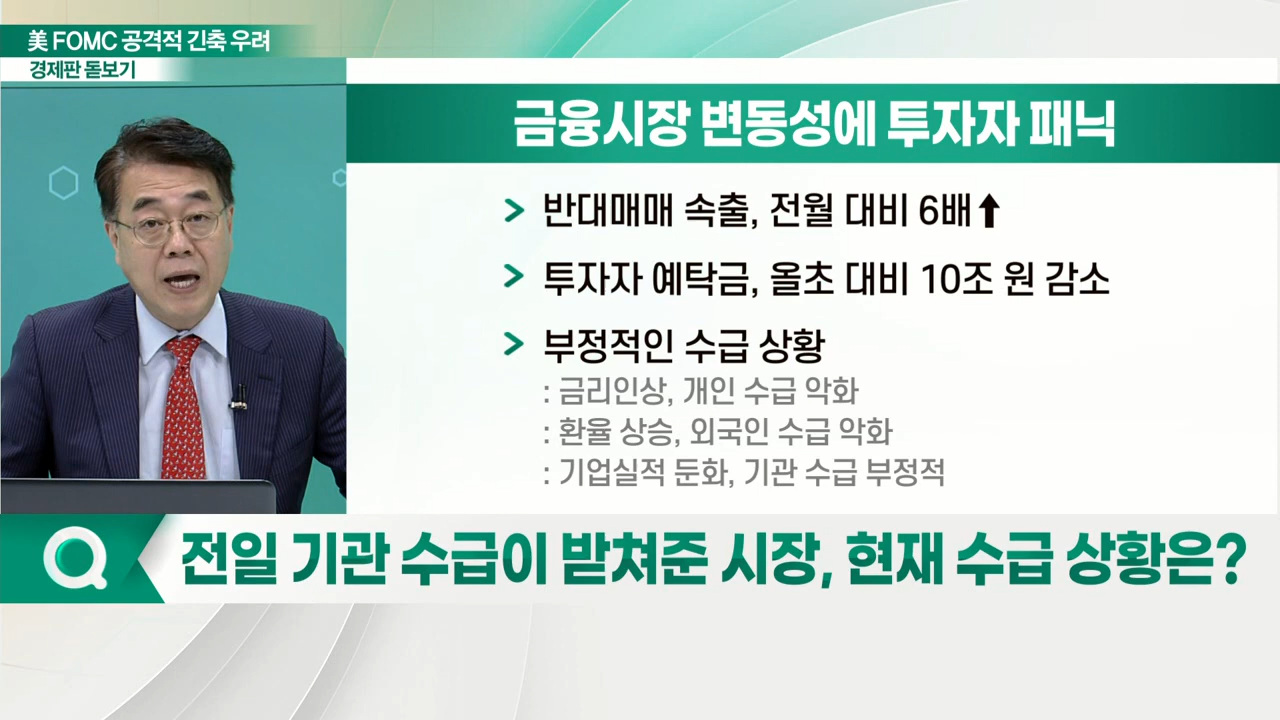 美 FOMC 공격적 긴축 우려
경제판 돋보기
금융시장 변동성에 투자자 패닉
> 반대매매 속출, 전월 대비 6배⬆
> 투자자 예탁금, 올초 대비 10조 원 감소
> 부정적인 수급 상황
: 금리인상, 개인 수급 악화
: 환율 상승, 외국인 수급 악화
: 기업실적 둔화, 기관 수급 부정적
Q 전일 기관 수급이 받쳐준 시장, 현재 수급 상황은?